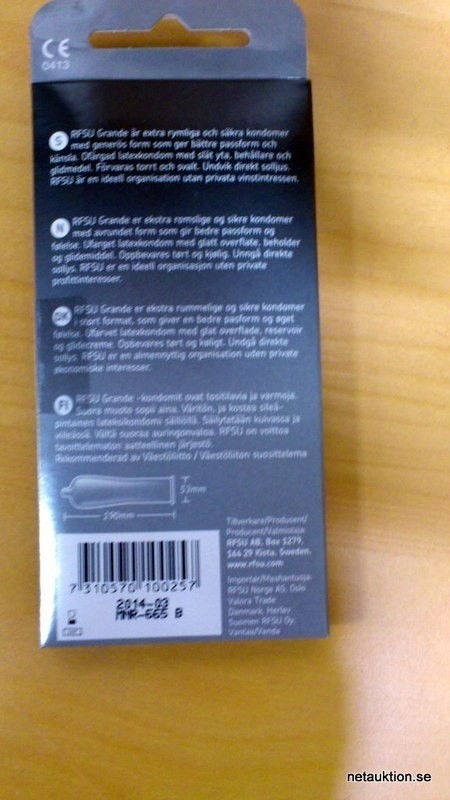 CE
0413
S RFSU Grande är extra rymliga och säkra kondomer
med generös form som ger bättre passform och
känsla. Ofärgad latexkondom med slät yta, behållare och
glidmedel. Förvaras torrt och svalt. Undvik direkt solljus.
RFSU är en ideell organisation utan privata vinstintressen.
N RFSU Grande er ekstra romslige og sikre kondomer
med avrundet form som gir bedre passform og
følelse. Ufarget latexkondom med glatt overflate, beholder
og glidemiddel. Oppbevares tørt og kjølig. Unngå direkte
sollys. RFSU er en ideell organisasjon uten private
profittinteresser.
DK RFSU Grande er ekstra rummelige og sikre kondomer
i stort format, som giver en bedre pasform og øget
følelse. Ufarvet latexkondom med glat overflade, reservoir
og glidecreme. Opbevares tørt og køligt. Undgå direkte
sollys. RFSU er en almennyttig organisation uden private
økonomiske interesser.
FI RFSU Grande -kondomit ovat tositilavia ja varmoja.
Suora muoto sopii aina. Väritön, ja kostea sileä-
pintainen lateksikondomi säiliöllä. Säilytetään kuivassa ja
viileässä. Vältä suoraa auringonvaloa. RFSU on voittoa
tavoittelematon aatteellinen järjestö.
Rekommenderad av Väestöliitto / Väestöliiton suosittelema
53mm
190mm
7 310570 100257
2014-03
MNR-665 B
Tillverkare/Produsent/
Producent/Valmistaja:
RFSU AB, Box 1279,
164 29 Kista, Sweden.
www.rfsu.com
Importør/Maahantuoja:
RFSU Norge AS, Oslo
Valora Trade
Denmark, Herlev
Suomen RFSU Oy,
Vantaa/Vanda
netauktion.se